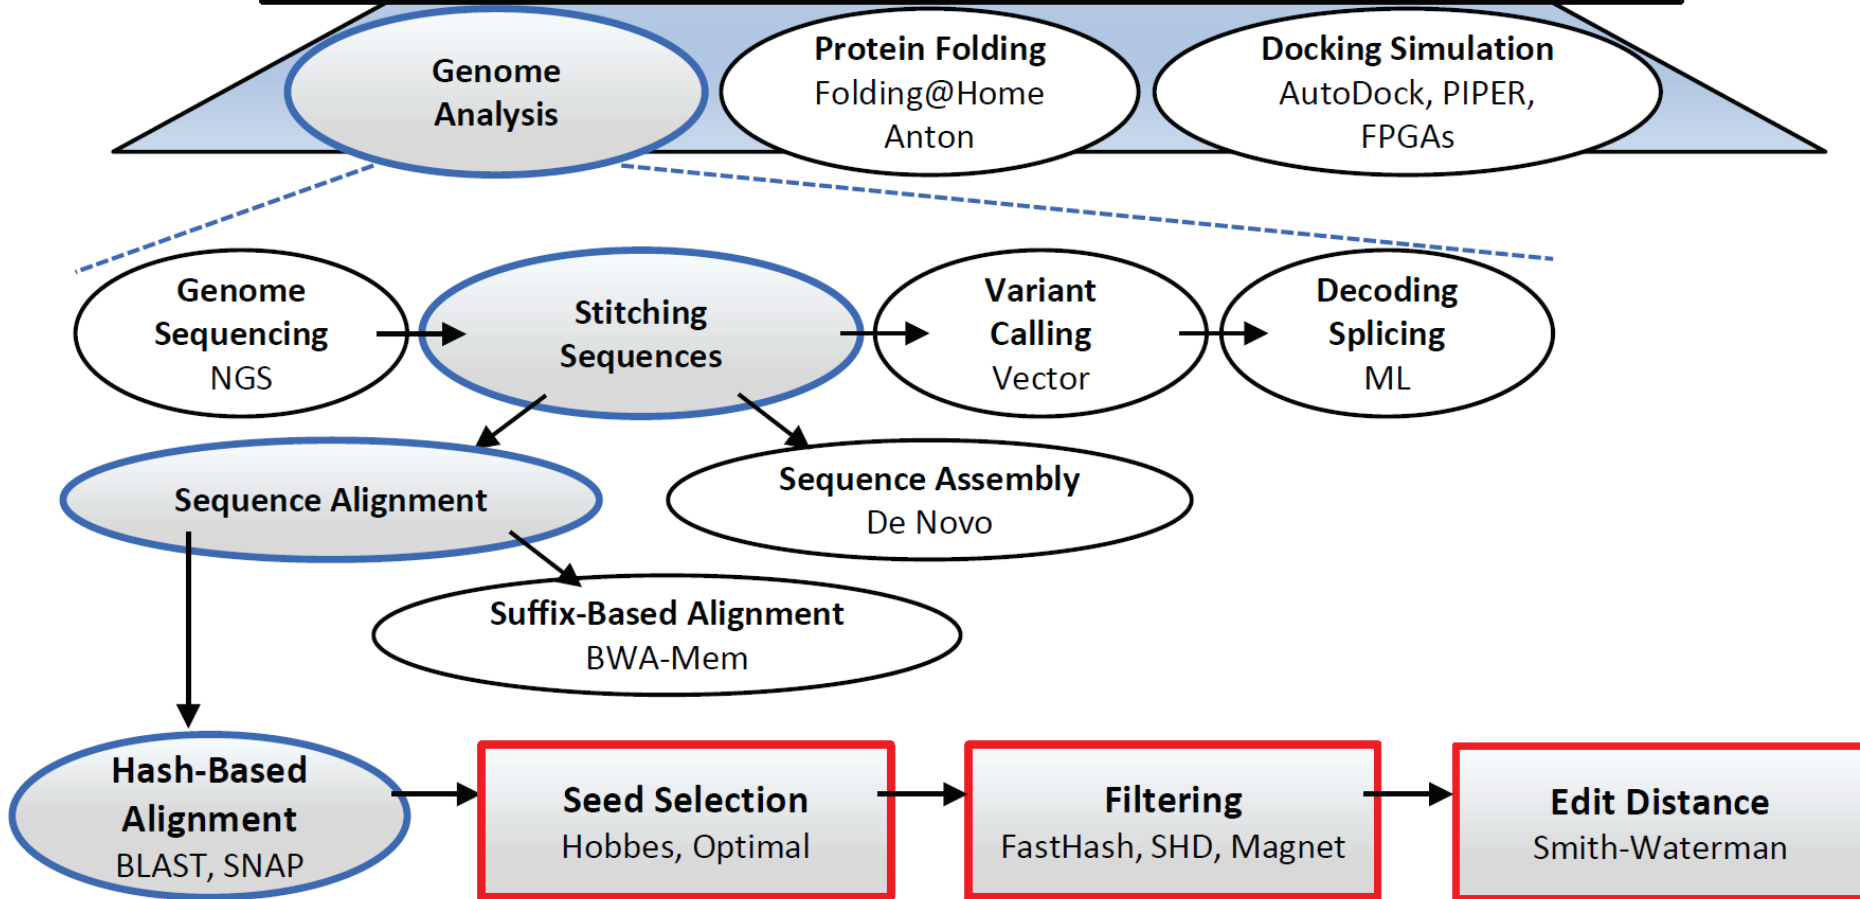 Genome
Analysis
Protein Folding
Folding@Home
Anton
Docking Simulation
AutoDock, PIPER,
FPGAs
Genome
Sequencing
NGS
Stitching
Sequences
Variant
Calling
Vector
Decoding
Splicing
ML
Sequence Alignment
Sequence Assembly
De Novo
Suffix-Based Alignment
BWA-Mem
Hash-Based
Alignment
BLAST, SNAP
Seed Selection
Hobbes, Optimal
Filtering
FastHash, SHD, Magnet
Edit Distance
Smith-Waterman